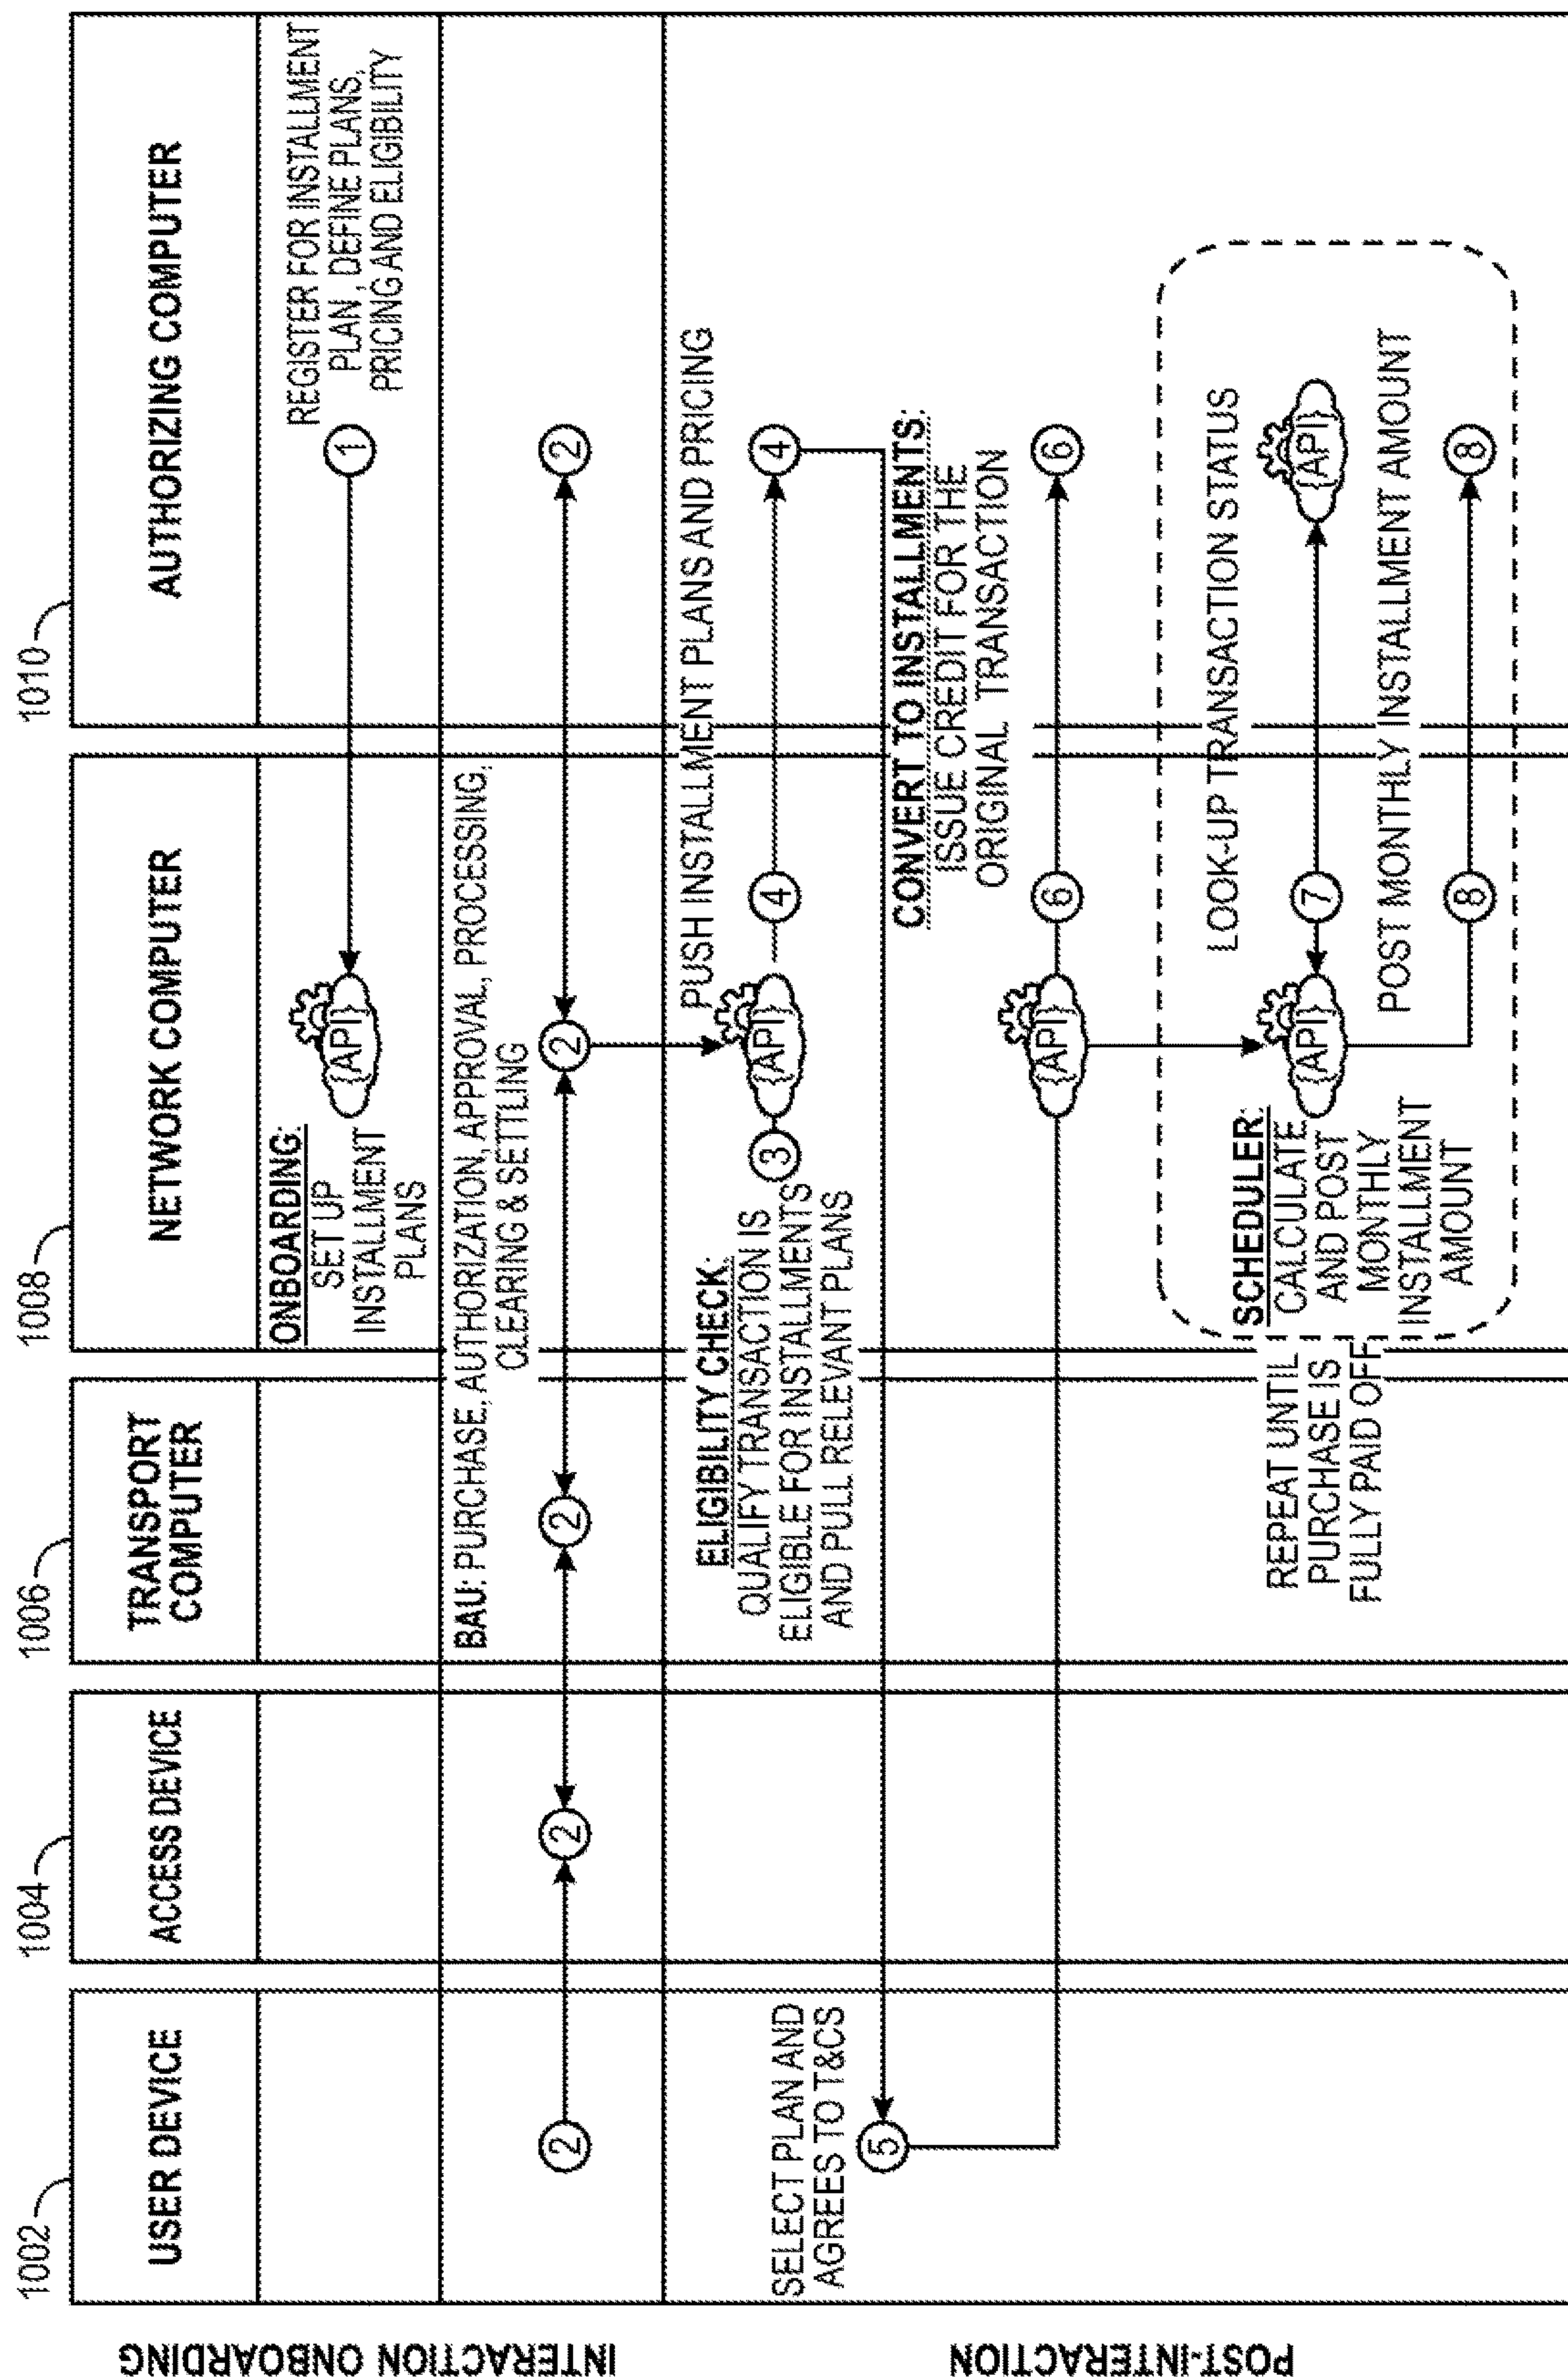 1002
1004
1006
1008
1010
USER DEVICE
ACCESS DEVICE
TRANSPORT
COMPUTER
NETWORK COMPUTER
AUTHORIZING COMPUTER
INTERACTION ONBOARDING
ONBOARDING:
SET UP
INSTALLMENT
PLANS
{API}
1
REGISTER FOR INSTALLMENT
PLAN, DEFINE PLANS,
PRICING AND ELIGIBILITY
BAU: PURCHASE, AUTHORIZATION, APPROVAL, PROCESSING,
CLEARING & SETTLING
2
2
2
2
2
POST-INTERACTION
ELIGIBILITY CHECK:
QUALIFY TRANSACTION IS
ELIGIBLE FOR INSTALLMENTS
AND PULL RELEVANT PLANS
3
{API}
PUSH INSTALLMENT PLANS AND PRICING
4
4
SELECT PLAN AND
AGREES TO T&CS
5
CONVERT TO INSTALLMENTS:
ISSUE CREDIT FOR THE
ORIGINAL TRANSACTION
{API}
6
6
REPEAT UNTIL
PURCHASE IS
FULLY PAID OFF
SCHEDULER:
CALCULATE
AND POST
MONTHLY
INSTALLMENT
AMOUNT
LOOK-UP TRANSACTION STATUS
{API}
7
{API}
POST MONTHLY INSTALLMENT AMOUNT
8
8